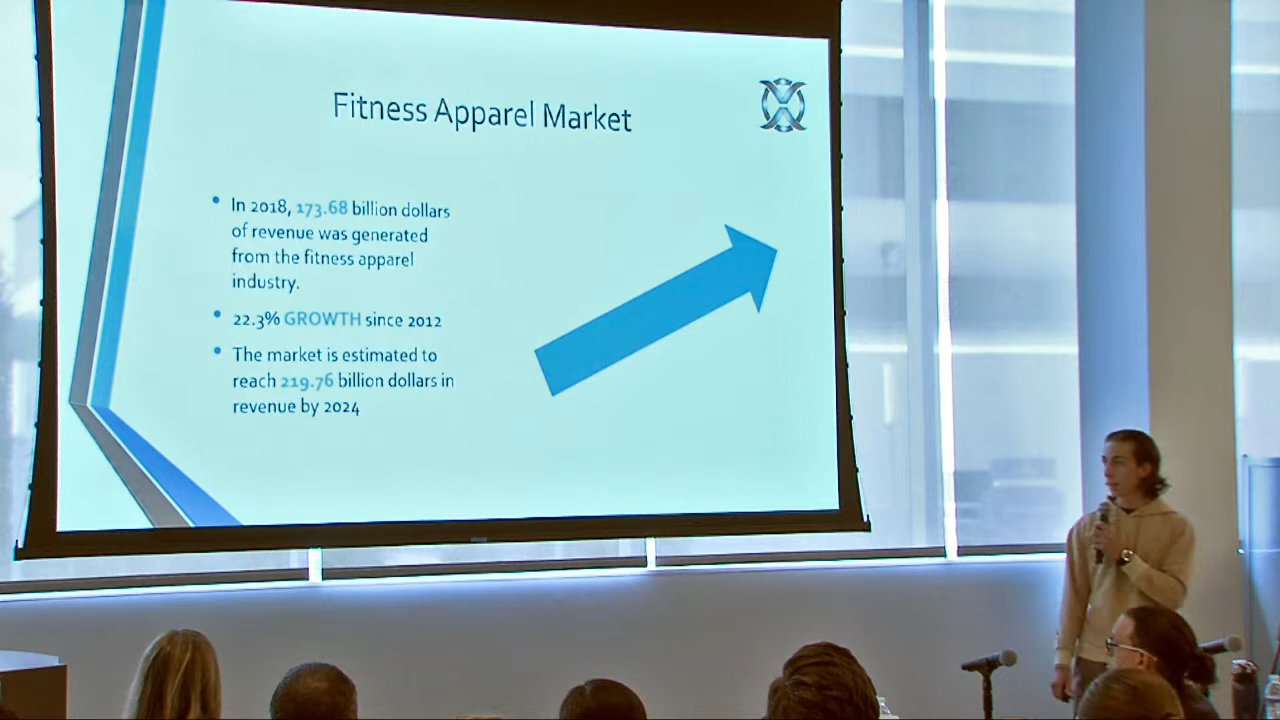 Fitness Apparel Market
• In 2018, 173.68 billion dollars
of revenue was generated
from the fitness apparel
industry.
• 22.3% GROWTH since 2012
• The market is estimated to
reach 219.76 billion dollars in
revenue by 2024